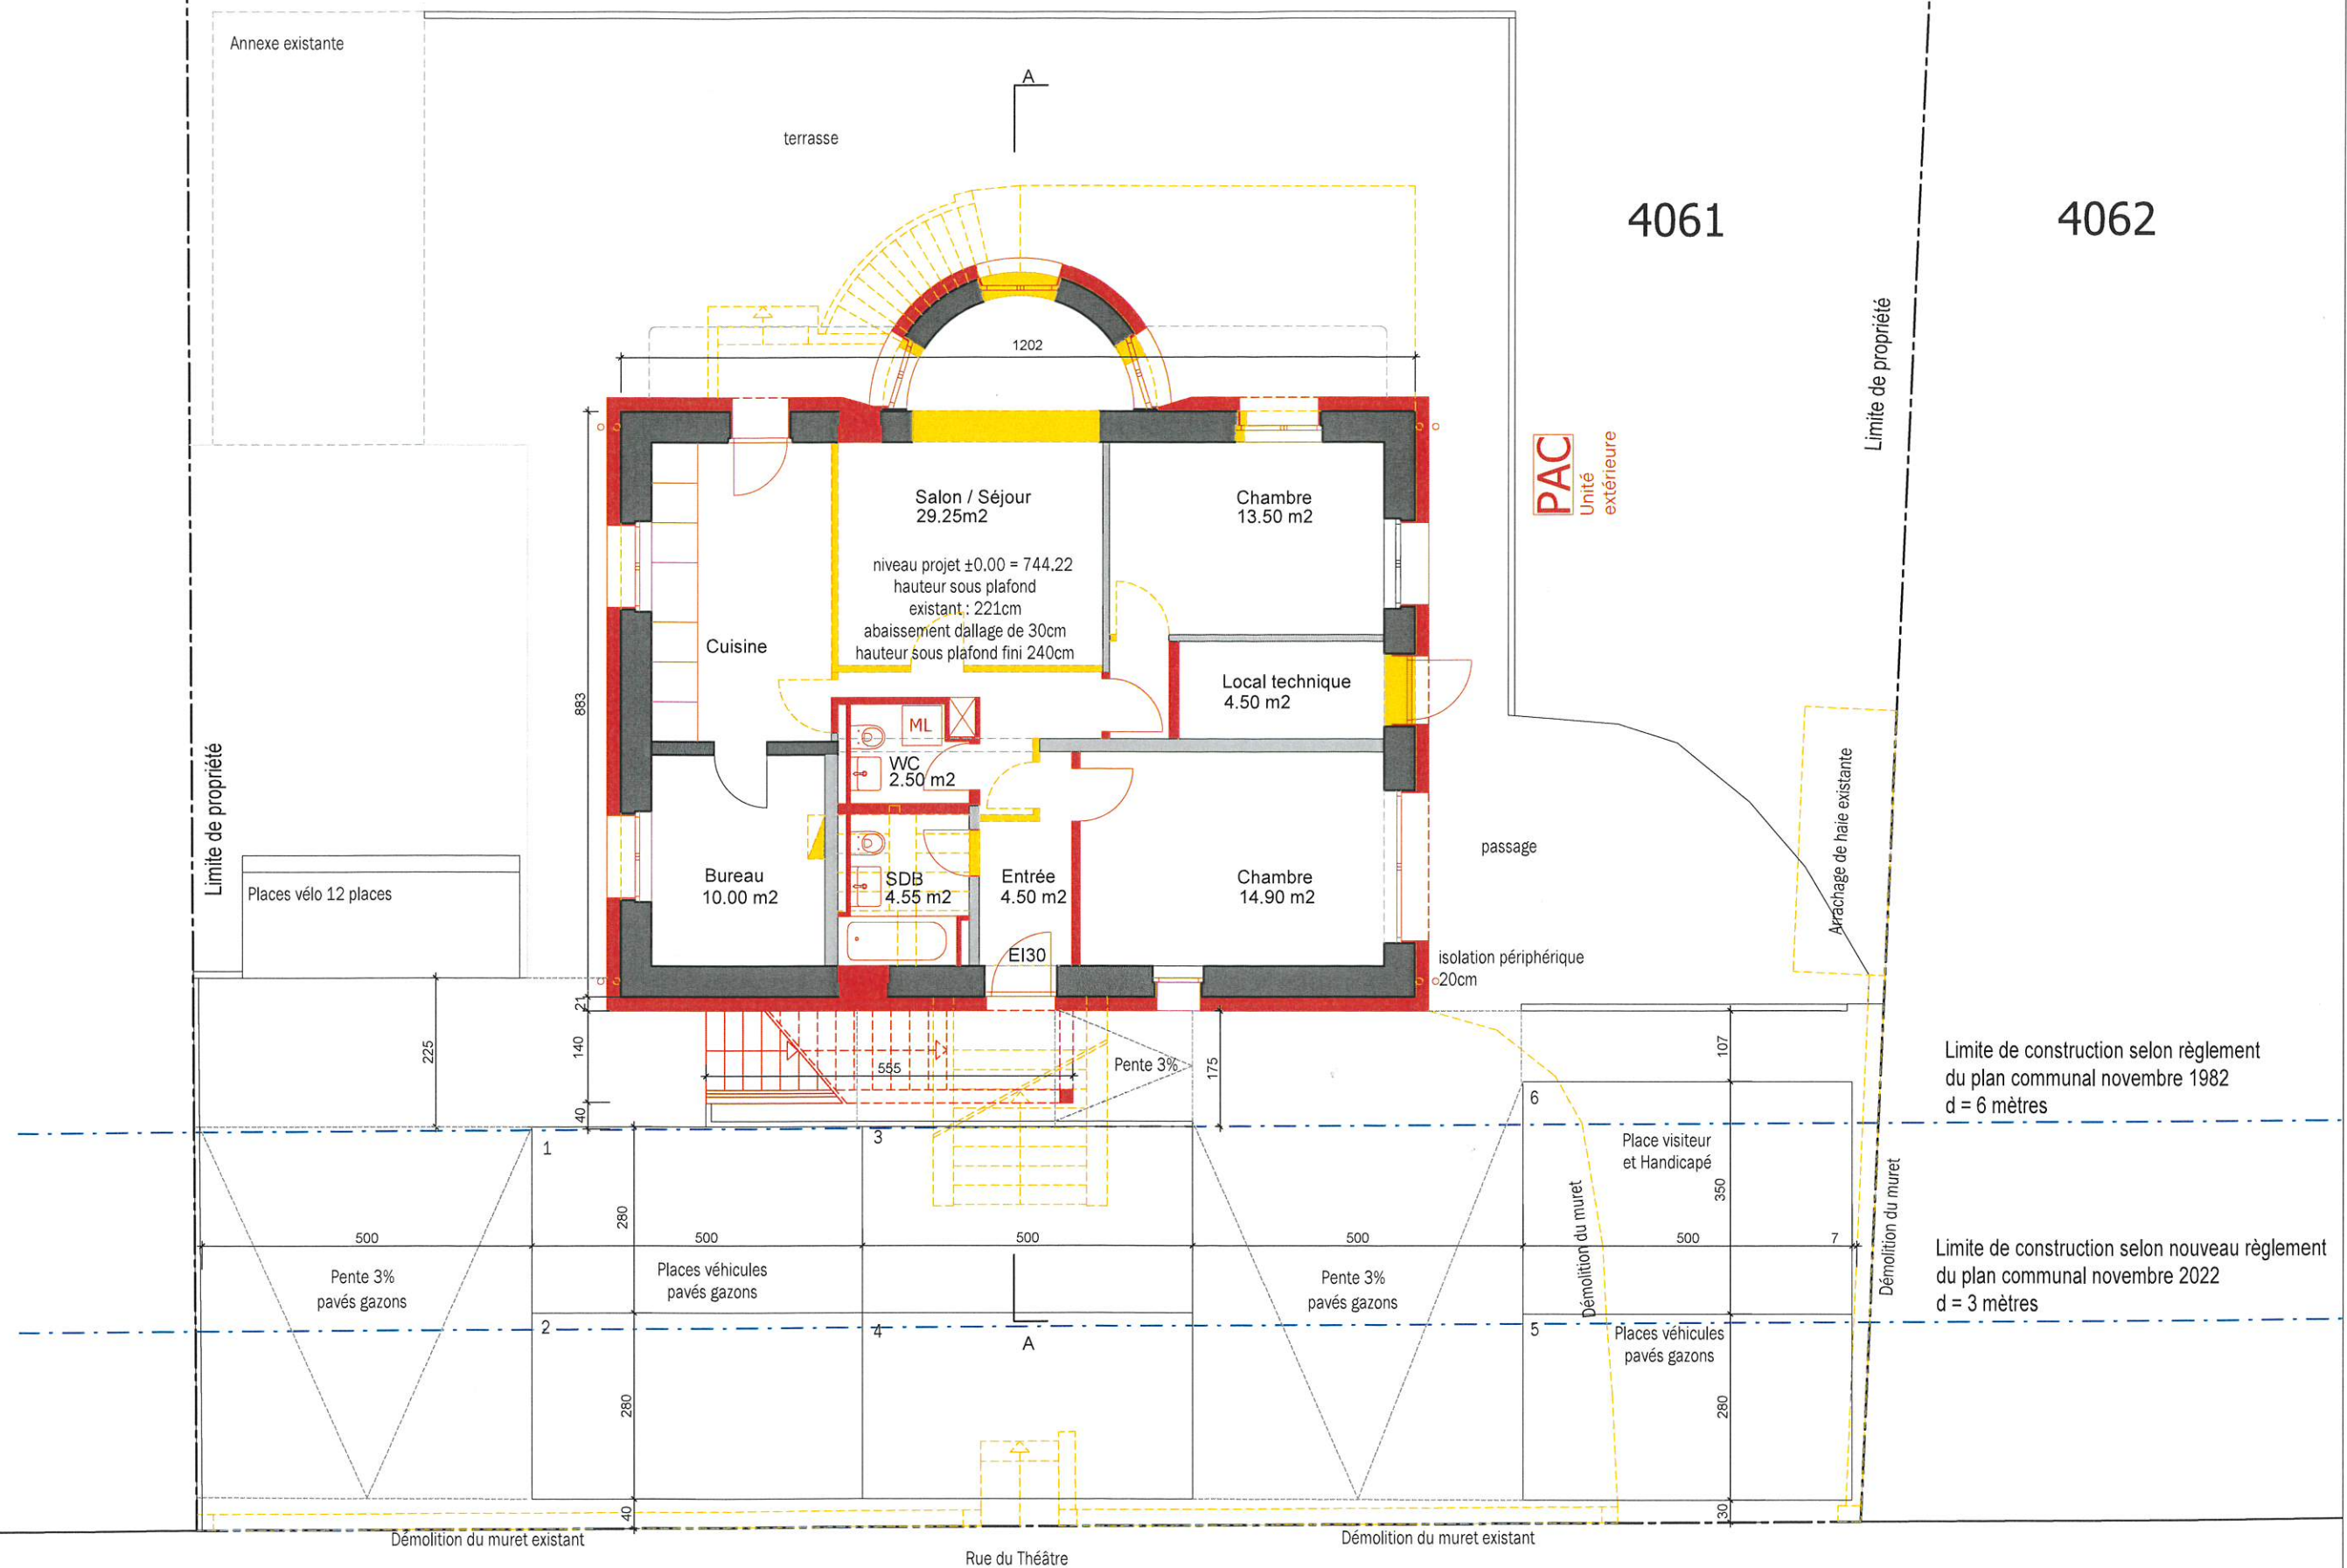 Annexe existante
A
terrasse
4061
4062
Limite de propriété
1202
PAC
Unité
extérieure
Salon / Séjour
29.25m2
Chambre
13.50 m2
niveau projet ±0.00 = 744.22
hauteur sous plafond
existant : 221cm
abaissement dallage de 30cm
hauteur sous plafond fini 240cm
Cuisine
883
Local technique
4.50 m2
ML
WC
2.50 m2
Limite de propriété
Arrachage de haie existante
passage
Places vélo 12 places
Bureau
10.00 m2
SDB
4.55 m2
Entrée
4.50 m2
Chambre
14.90 m2
EI30
isolation périphérique
20cm
21
225
140
555
Pente 3%
175
107
40
Limite de construction selon règlement
du plan communal novembre 1982
d = 6 mètres
6
1
3
Place visiteur
et Handicapé
350
Démolition du muret
Démolition du muret
280
500
500
500
500
500
7
Pente 3%
pavés gazons
Places véhicules
pavés gazons
Pente 3%
pavés gazons
Limite de construction selon nouveau règlement
du plan communal novembre 2022
d = 3 mètres
2
4
5
A
Places véhicules
pavés gazons
280
280
40
30
Démolition du muret existant
Démolition du muret existant
Rue du Théâtre